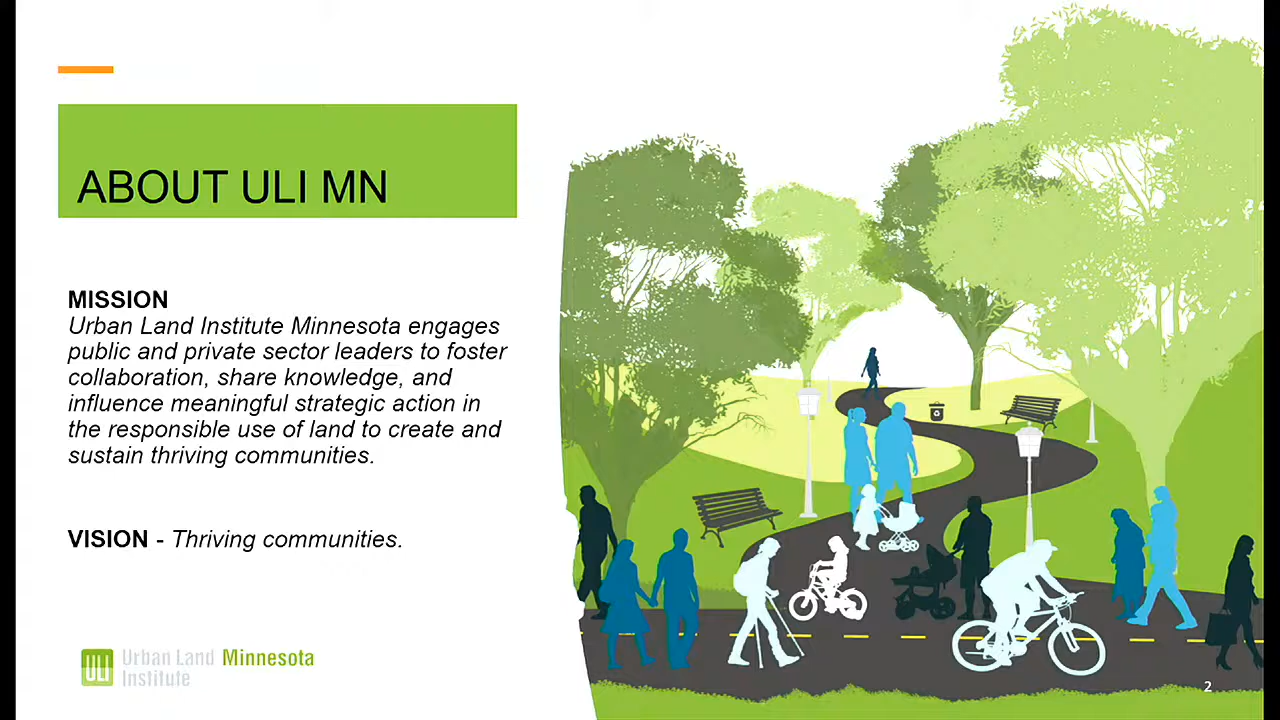 ABOUT ULI MN
MISSION
Urban Land Institute Minnesota engages
public and private sector leaders to foster
collaboration, share knowledge, and
influence meaningful strategic action in
the responsible use of land to create and
sustain thriving communities.
VISION - Thriving communities.
ULI Urban Land Minnesota
Institute
2